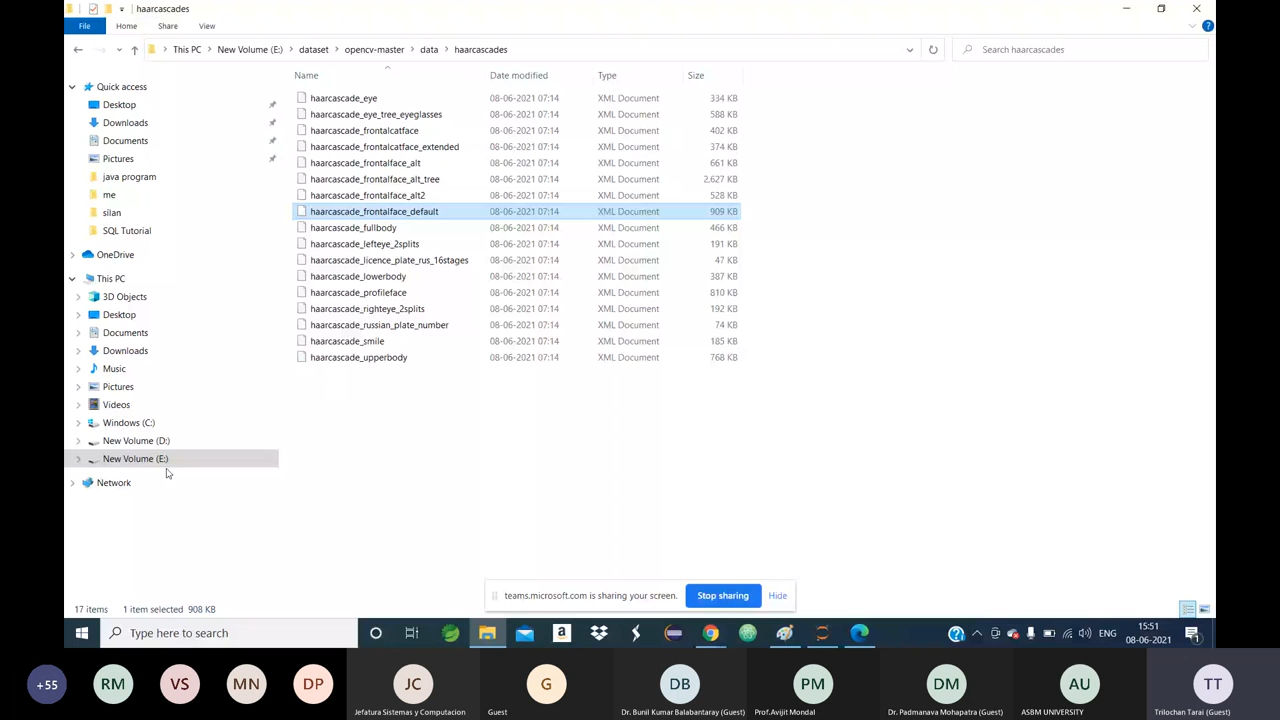 haarcascades
File Home Share View
This PC New Volume (E:) dataset opencv-master data haarcascades Search haarcascades
Name Date modified Type Size
haarcascade_eye 08-06-2021 07:14 XML Document 334 KB
haarcascade_eye_tree_eyeglasses 08-06-2021 07:14 XML Document 588 KB
haarcascade_frontalcatface 08-06-2021 07:14 XML Document 402 KB
haarcascade_frontalcatface_extended 08-06-2021 07:14 XML Document 374 KB
haarcascade_frontalface_alt 08-06-2021 07:14 XML Document 661 KB
haarcascade_frontalface_alt_tree 08-06-2021 07:14 XML Document 2,627 KB
haarcascade_frontalface_alt2 08-06-2021 07:14 XML Document 528 KB
haarcascade_frontalface_default 08-06-2021 07:14 XML Document 909 KB
haarcascade_fullbody 08-06-2021 07:14 XML Document 466 KB
haarcascade_lefteye_2splits 08-06-2021 07:14 XML Document 191 KB
haarcascade_licence_plate_rus_16stages 08-06-2021 07:14 XML Document 47 KB
haarcascade_lowerbody 08-06-2021 07:14 XML Document 387 KB
haarcascade_profileface 08-06-2021 07:14 XML Document 810 KB
haarcascade_righteye_2splits 08-06-2021 07:14 XML Document 192 KB
haarcascade_russian_plate_number 08-06-2021 07:14 XML Document 74 KB
haarcascade_smile 08-06-2021 07:14 XML Document 185 KB
haarcascade_upperbody 08-06-2021 07:14 XML Document 768 KB
Quick access
Desktop
Downloads
Documents
Pictures
java program
me
silan
SQL Tutorial
OneDrive
This PC
3D Objects
Desktop
Documents
Downloads
Music
Pictures
Videos
Windows (C:)
New Volume (D:)
New Volume (E:)
Network
teams.microsoft.com is sharing your screen. Stop sharing Hide
17 items 1 item selected 908 KB
Type here to search
ENG
15:51
08-06-2021
1
+55 RM VS MN DP JC G DB PM DM AU TT
Jefatura Sistemas y Computacion Guest Dr. Bunil Kumar Balabantaray (Guest) Prof.Avijit Mondal Dr. Padmanava Mohapatra (Guest) ASBM UNIVERSITY Trilochan Tarai (Guest)